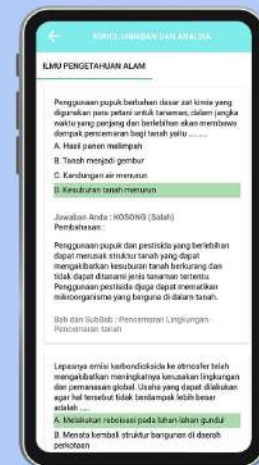 KUNCI JAWABAN DAN ANALISA
ILMU PENGETAHUAN ALAM
Penggunaan pupuk berbahan dasar zat kimia yang
digunakan para petani untuk tanaman, dalam jangka
waktu yang panjang dan berlebihan akan membawa
dampak pencemaran bagi tanah yaitu ........
A. Hasil panen melimpah
B. Tanah menjadi gembur
C. Kandungan air menurun
D. Kesuburan tanah menurun
Jawaban Anda : KOSONG (Salah)
Pembahasan :
Penggunaan pupuk dan pestisida yang berlebihan
dapat merusak struktur tanah yang dapat
mengakibatkan kesuburan tanah berkurang dan
tidak dapat ditanami jenis tanaman tertentu.
Penggunaan pestisida djuga dapat mematikan
mikroorganisme yang berguna di dalam tanah.
Bab dan SubBab : Pencemaran Lingkungan -
Pencemaran tanah
Lepasnya emisi karbondioksida ke atmosfer telah
mengakibatkan meningkatnya kerusakan lingkungan
dan pemanasan global. Usaha yang dapat dilakukan
agar hal tersebut tidak berdampak lebih besar
adalah ....
A. Melakukan reboisasi pada lahan-lahan gundul
B. Menata kembali struktur bangunan di daerah
perkotaan